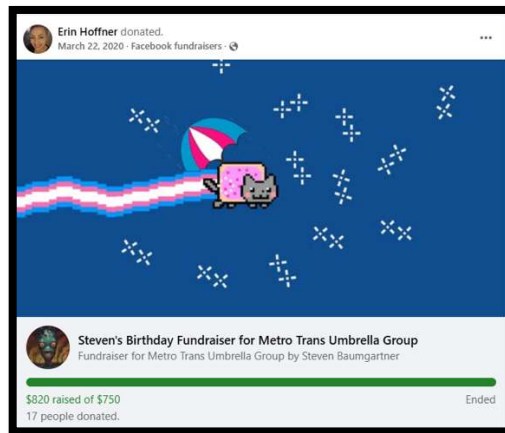 Erin Hoffner donated.
March 22, 2020 · Facebook fundraisers ·
Steven's Birthday Fundraiser for Metro Trans Umbrella Group
Fundraiser for Metro Trans Umbrella Group by Steven Baumgartner
$820 raised of $750 Ended
17 people donated.